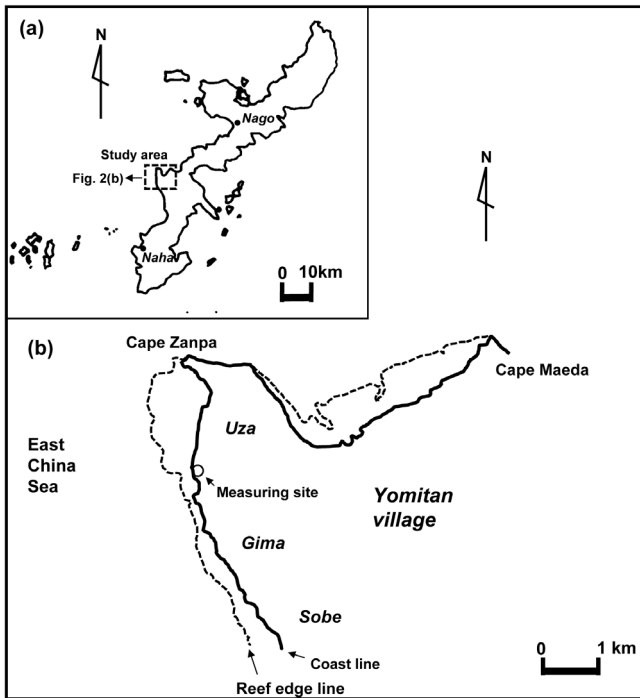 (a)
N
Nago
Study area
Fig. 2(b)
Naha
0 10km
N
(b)
Cape Zanpa
Cape Maeda
Uza
East
China
Sea
Measuring site
Yomitan
village
Gima
Sobe
Coast line
Reef edge line
0 1 km